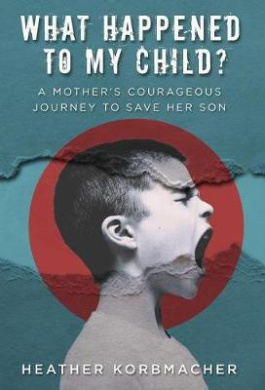 WHAT HAPPENED
TO MY CHILD?
A MOTHER'S COURAGEOUS
JOURNEY TO SAVE HER SON
HEATHER KORBMACHER